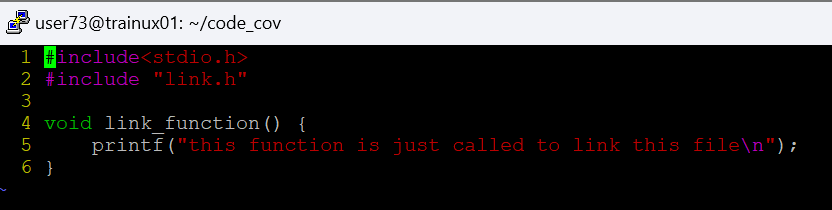 user73@trainux01: ~/code_cov
1 #include<stdio.h>
2 #include "link.h"
3
4 void link_function() {
5     printf("this function is just called to link this file\n");
6 }
~